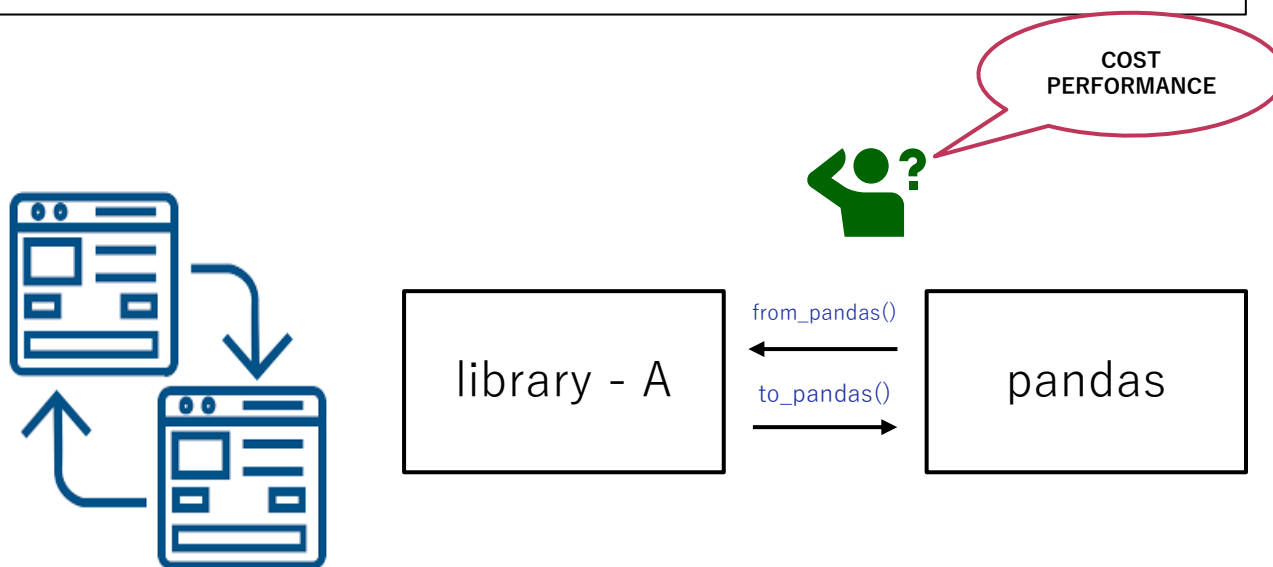 COST
PERFORMANCE
?
from_pandas()
library - A
to_pandas()
pandas